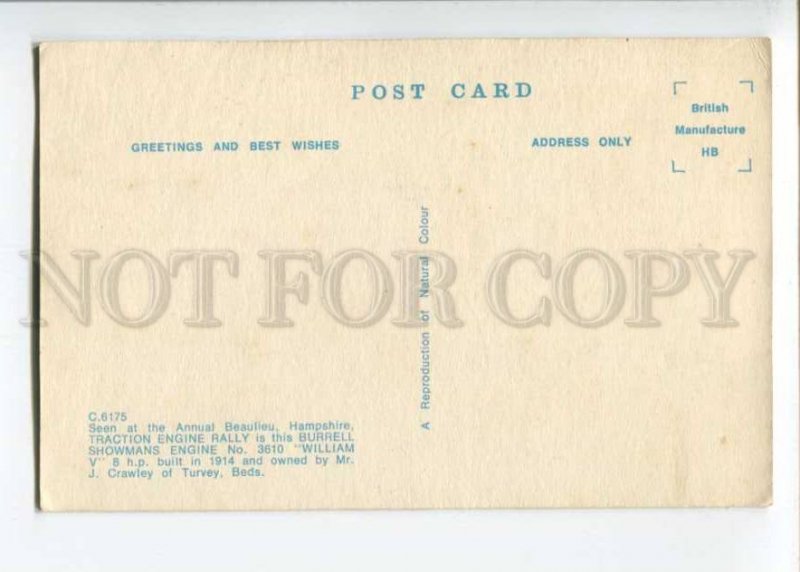 POST CARD
British
Manufacture
HB
GREETINGS AND BEST WISHES
ADDRESS ONLY
A Reproduction of Natural Colour
NOT FOR COPY
C.6175
Seen at the Annual Beaulieu, Hampshire,
TRACTION ENGINE RALLY is this BURRELL
SHOWMANS ENGINE No. 3610 "WILLIAM
V" 8 h.p. built in 1914 and owned by Mr.
J. Crawley of Turvey, Beds.